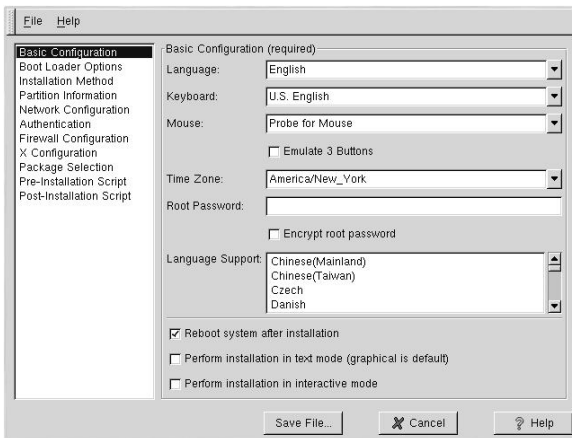 File Help
Basic Configuration
Boot Loader Options
Installation Method
Partition Information
Network Configuration
Authentication
Firewall Configuration
X Configuration
Package Selection
Pre-Installation Script
Post-Installation Script
Basic Configuration (required)
Language: English
Keyboard: U.S. English
Mouse: Probe for Mouse
Emulate 3 Buttons
Time Zone: America/New_York
Root Password:
Encrypt root password
Language Support: Chinese(Mainland)
Chinese(Taiwan)
Czech
Danish
Reboot system after installation
Perform installation in text mode (graphical is default)
Perform installation in interactive mode
Save File... Cancel Help